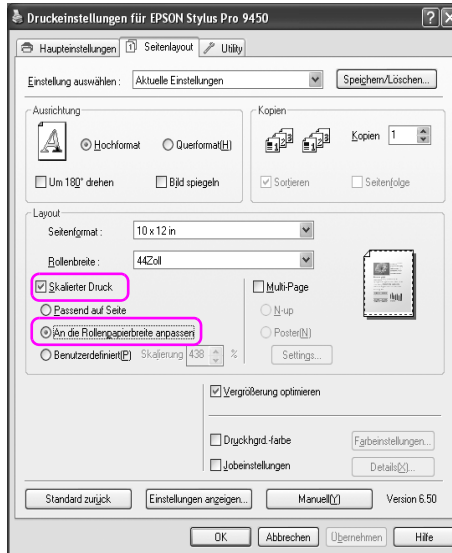 Druckeinstellungen für EPSON Stylus Pro 9450
Haupteinstellungen Seitenlayout Utility
Einstellung auswählen : Aktuelle Einstellungen Speichern/Löschen...
Ausrichtung
Hochformat Querformat(H)
Um 180° drehen Bild spiegeln
Kopien
Kopien 1
Sortieren Seitenfolge
Layout
Seitenformat : 10 x 12 in
Rollenbreite : 44Zoll
Skalierter Druck
Passend auf Seite
An die Rollenpapierbreite anpassen
Benutzerdefiniert(P) Skalierung 438 %
Multi-Page
N-up
Poster(N)
Settings...
Vergrößerung optimieren
Druckhgrd.-farbe Farbeinstellungen...
Jobeinstellungen Details(X)...
Standard zurück Einstellungen anzeigen... Manuell(Y) Version 6.50
OK Abbrechen Übernehmen Hilfe